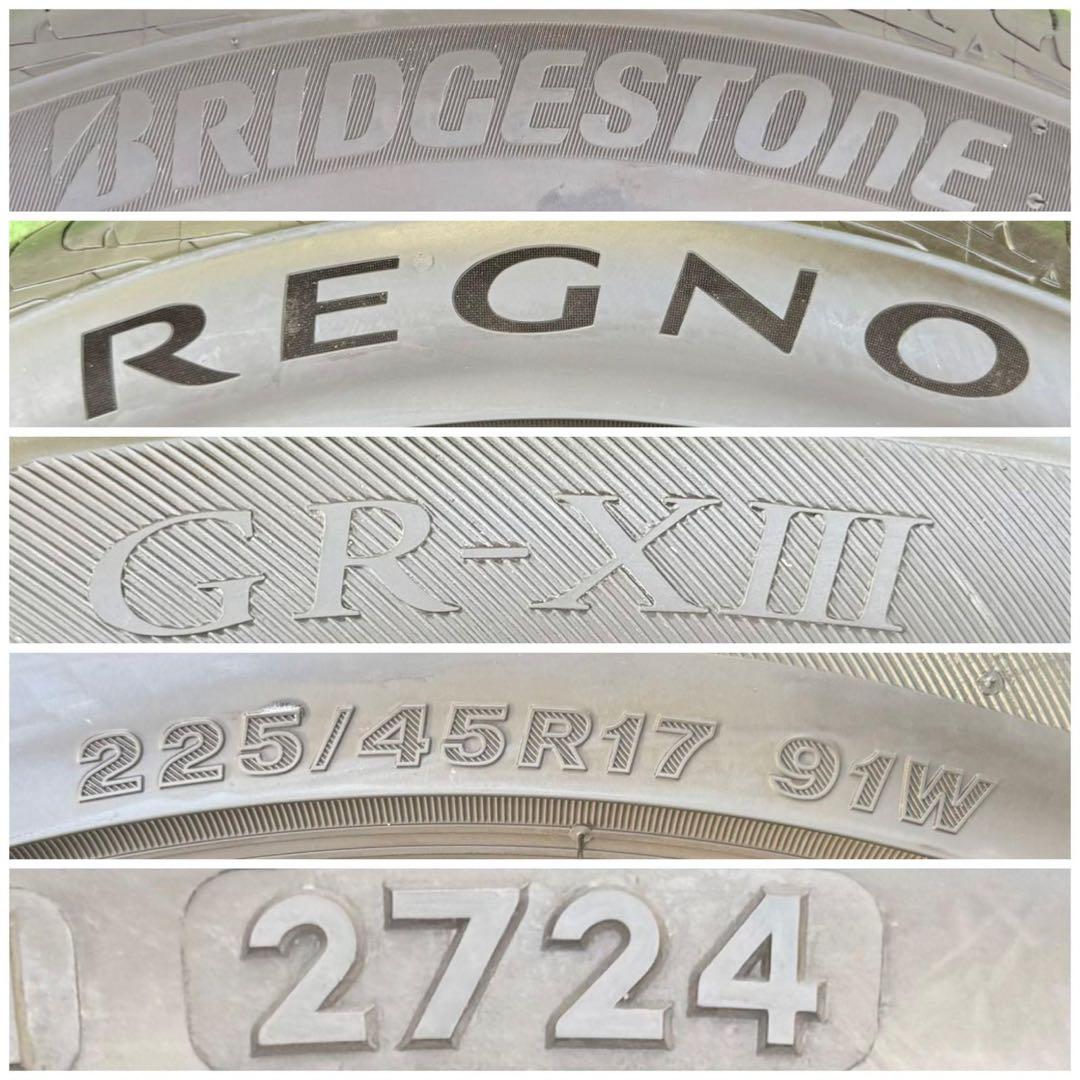 BRIDGESTONE
REGNO
GR-XIII
225/45R17 91W
2724